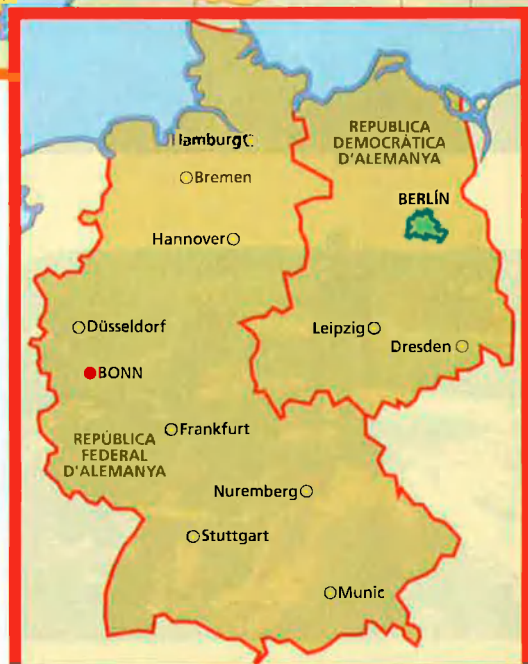 Hamburg
REPUBLICA
DEMOCRÀTICA
D'ALEMANYA
Bremen
BERLÍN
Hannover
Düsseldorf
Leipzig
Dresden
BONN
Frankfurt
REPÚBLICA
FEDERAL
D'ALEMANYA
Nuremberg
Stuttgart
Munic